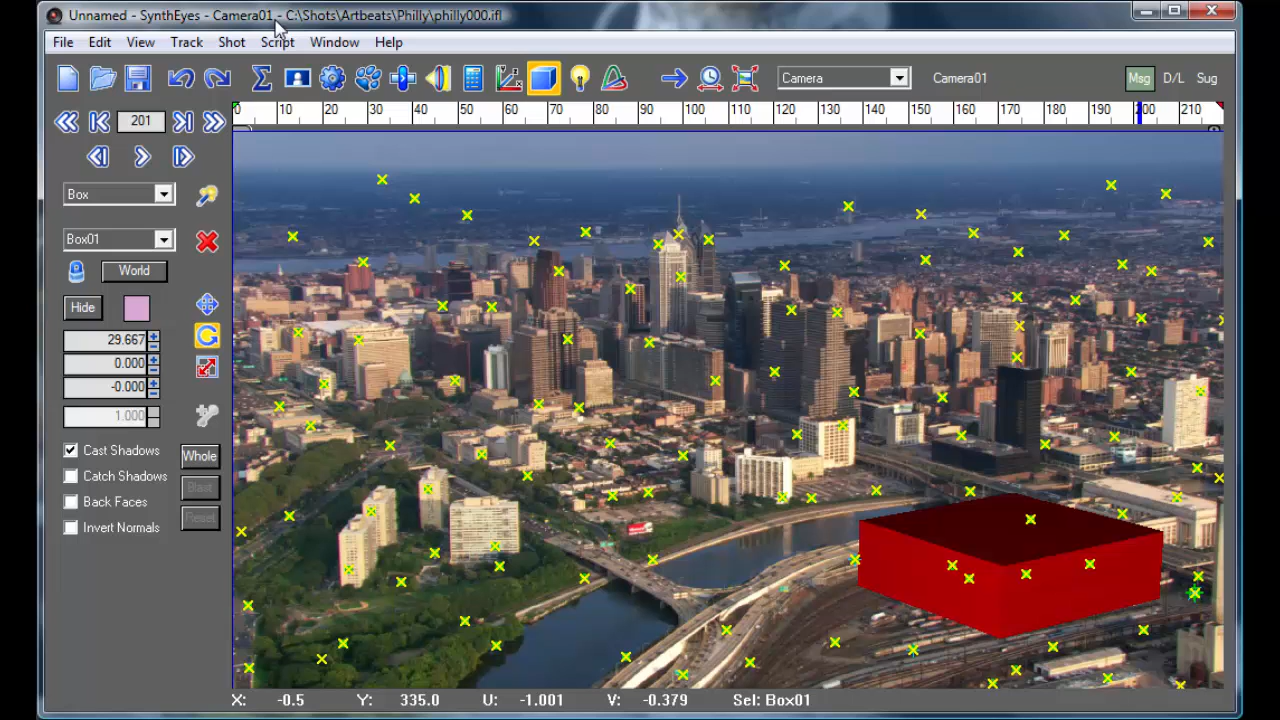 Unnamed - SynthEyes - Camera01 - C:\Shots\Artbeats\Philly\philly000.ifl
File Edit View Track Shot Script Window Help
Camera Camera01 Msg D/L Sug
201 0 10 20 30 40 50 60 70 80 90 100 110 120 130 140 150 160 170 180 190 200 210
Box
Box01
World
Hide
29.667
0.000
-0.000
1.000
Cast Shadows Whole
Catch Shadows Blast
Back Faces Reset
Invert Normals
X: -0.5 Y: 335.0 U: -1.001 V: -0.379 Sel: Box01